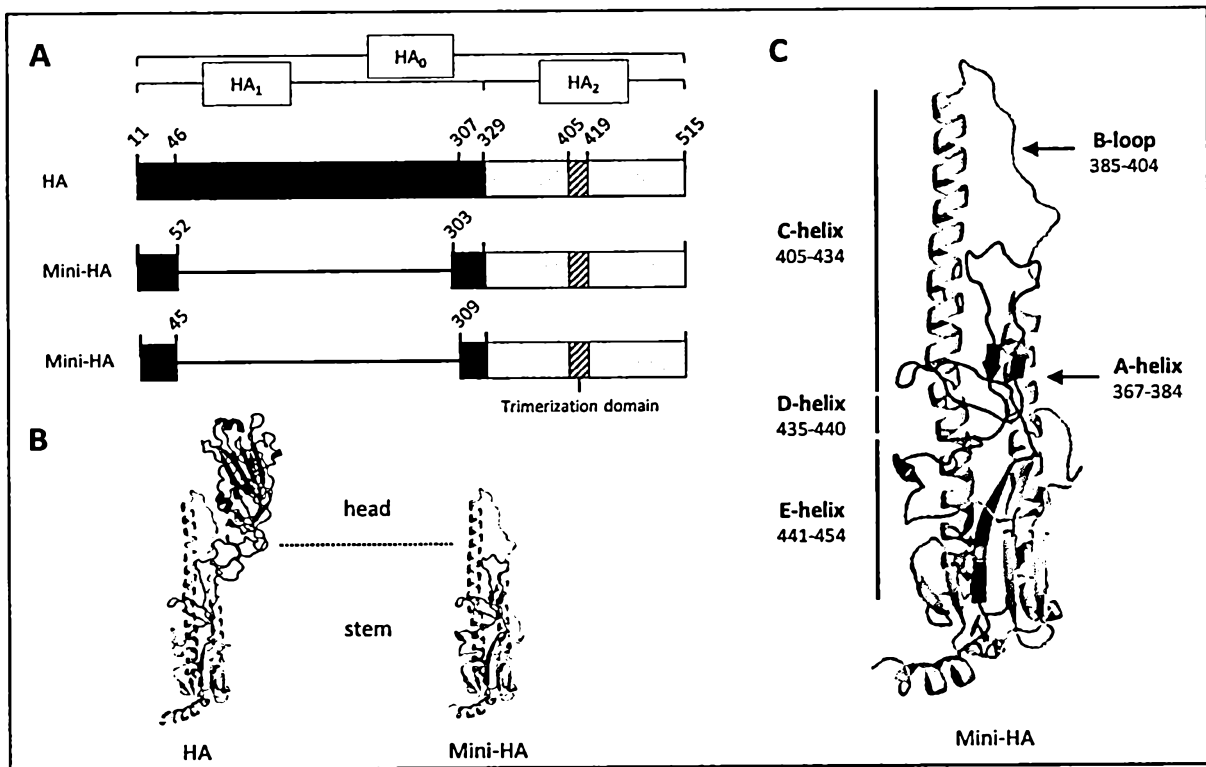 A
HA0
HA1
HA2
11 46 307 329 405 419 515
HA
52 303
Mini-HA
45 309
Mini-HA
Trimerization domain
B
head
stem
HA
Mini-HA
C
B-loop
385-404
C-helix
405-434
A-helix
367-384
D-helix
435-440
E-helix
441-454
Mini-HA